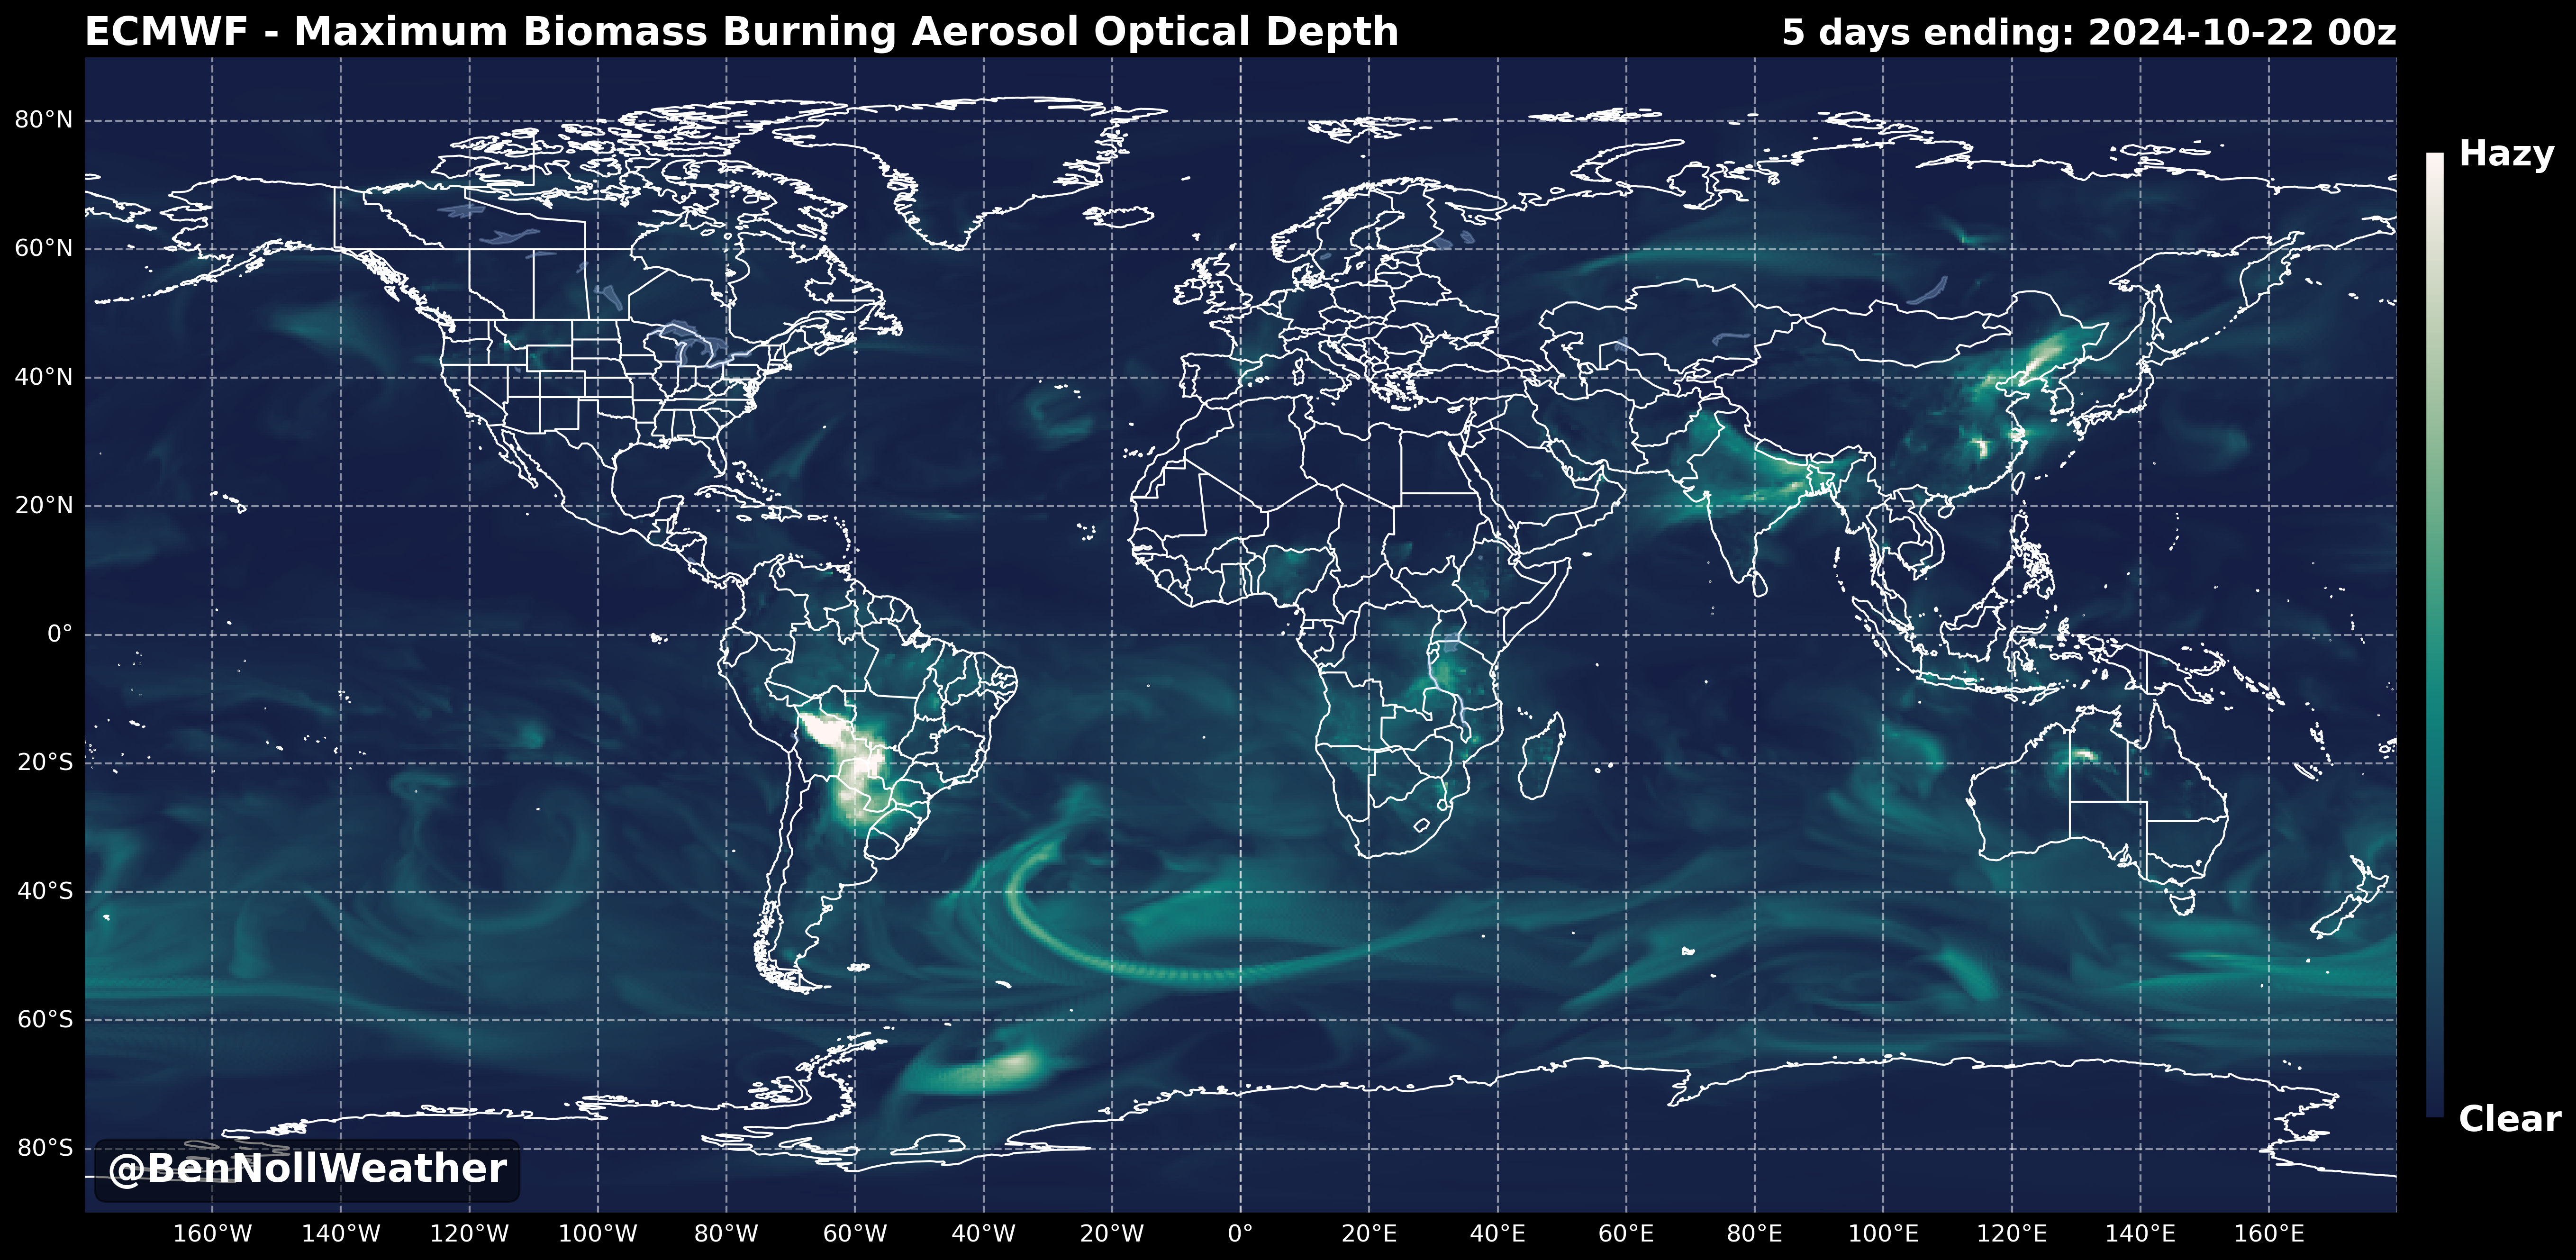 ECMWF - Maximum Biomass Burning Aerosol Optical Depth
5 days ending: 2024-10-22 00z
Hazy
Clear
80°N
60°N
40°N
20°N
0°
20°S
40°S
60°S
80°S
@BenNollWeather
160°W 140°W 120°W 100°W 80°W 60°W 40°W 20°W 0° 20°E 40°E 60°E 80°E 100°E 120°E 140°E 160°E